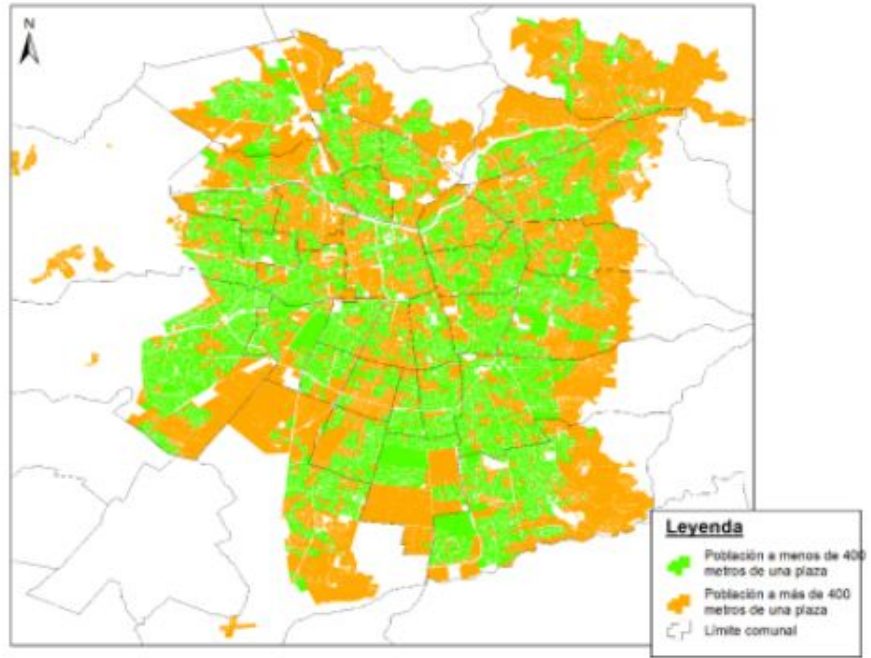 N
Leyenda
Población a menos de 400
metros de una plaza
Población a más de 400
metros de una plaza
Límite comunal